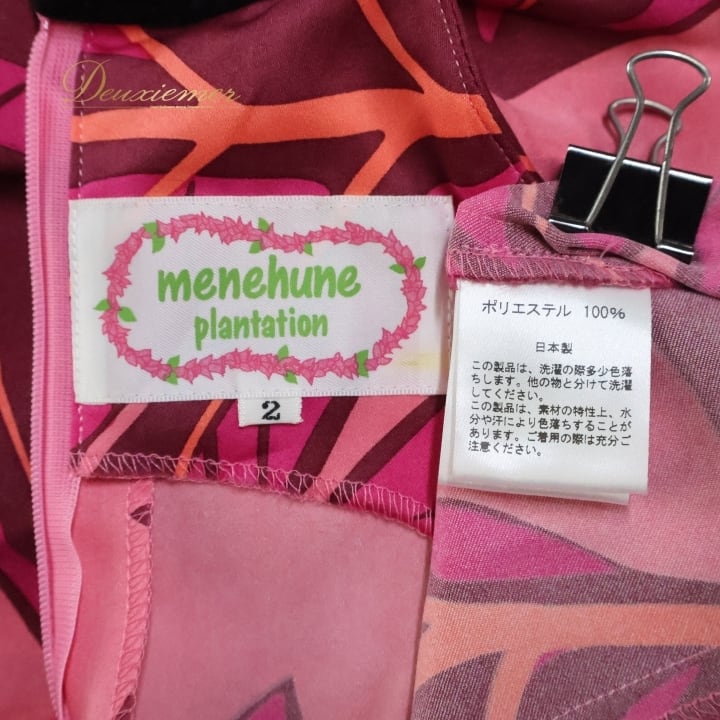 Deuxiemer
menehune
plantation
2
ポリエステル 100%
日本製
この製品は、洗濯の際多少色落
ちします。他の物と分けて洗濯
してください。
この製品は、素材の特性上、水
分や汗により色落ちすることが
あります。ご着用の際は充分ご
注意ください。